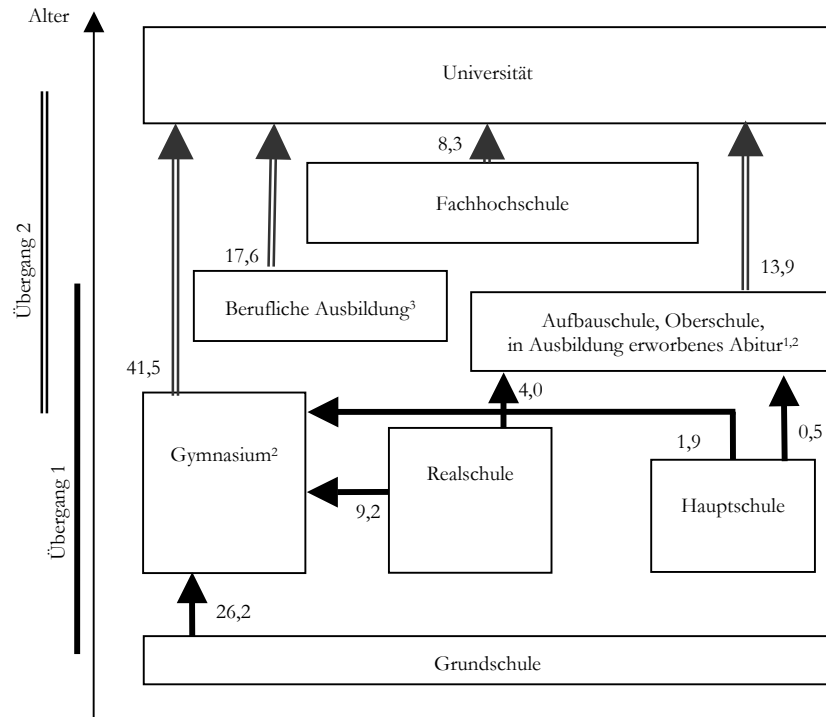 Alter
Universität
8,3
Fachhochschule
17,6
13,9
Berufliche Ausbildung³
Aufbauschule, Oberschule,
in Ausbildung erworbenes Abitur¹,²
41,5
4,0
Gymnasium²
1,9
0,5
Realschule
Hauptschule
9,2
26,2
Grundschule
Übergang 2
Übergang 1